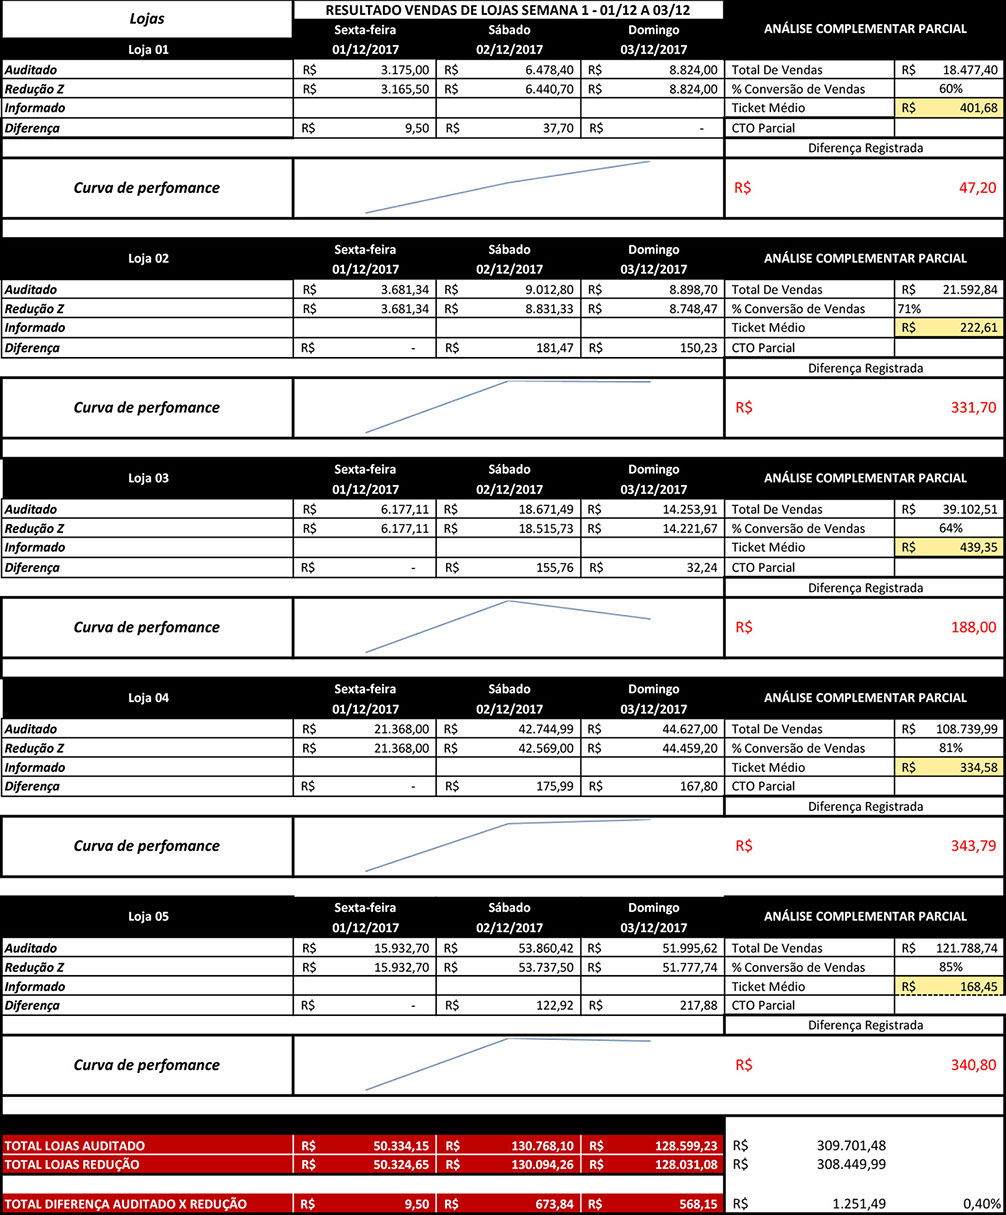 Lojas RESULTADO VENDAS DE LOJAS SEMANA 1 - 01/12 A 03/12 ANÁLISE COMPLEMENTAR PARCIAL
Sexta-feira Sábado Domingo
Loja 01 01/12/2017 02/12/2017 03/12/2017
Auditado R$ 3.175,00 R$ 6.478,40 R$ 8.824,00 Total De Vendas R$ 18.477,40
Redução Z R$ 3.165,50 R$ 6.440,70 R$ 8.824,00 % Conversão de Vendas 60%
Informado Ticket Médio R$ 401,68
Diferença R$ 9,50 R$ 37,70 R$ - CTO Parcial
Diferença Registrada
Curva de perfomance R$ 47,20
Sexta-feira Sábado Domingo
Loja 02 ANÁLISE COMPLEMENTAR PARCIAL
01/12/2017 02/12/2017 03/12/2017
Auditado R$ 3.681,34 R$ 9.012,80 R$ 8.898,70 Total De Vendas R$ 21.592,84
Redução Z R$ 3.681,34 R$ 8.831,33 R$ 8.748,47 % Conversão de Vendas 71%
Informado Ticket Médio R$ 222,61
Diferença R$ - R$ 181,47 R$ 150,23 CTO Parcial
Diferença Registrada
Curva de perfomance R$ 331,70
Sexta-feira Sábado Domingo
Loja 03 ANÁLISE COMPLEMENTAR PARCIAL
01/12/2017 02/12/2017 03/12/2017
Auditado R$ 6.177,11 R$ 18.671,49 R$ 14.253,91 Total De Vendas R$ 39.102,51
Redução Z R$ 6.177,11 R$ 18.515,73 R$ 14.221,67 % Conversão de Vendas 64%
Informado Ticket Médio R$ 439,35
Diferença R$ - R$ 155,76 R$ 32,24 CTO Parcial
Diferença Registrada
Curva de perfomance R$ 188,00
Sexta-feira Sábado Domingo
Loja 04 ANÁLISE COMPLEMENTAR PARCIAL
01/12/2017 02/12/2017 03/12/2017
Auditado R$ 21.368,00 R$ 42.744,99 R$ 44.627,00 Total De Vendas R$ 108.739,99
Redução Z R$ 21.368,00 R$ 42.569,00 R$ 44.459,20 % Conversão de Vendas 81%
Informado Ticket Médio R$ 334,58
Diferença R$ - R$ 175,99 R$ 167,80 CTO Parcial
Diferença Registrada
Curva de perfomance R$ 343,79
Sexta-feira Sábado Domingo
Loja 05 ANÁLISE COMPLEMENTAR PARCIAL
01/12/2017 02/12/2017 03/12/2017
Auditado R$ 15.932,70 R$ 53.860,42 R$ 51.995,62 Total De Vendas R$ 121.788,74
Redução Z R$ 15.932,70 R$ 53.737,50 R$ 51.777,74 % Conversão de Vendas 85%
Informado Ticket Médio R$ 168,45
Diferença R$ - R$ 122,92 R$ 217,88 CTO Parcial
Diferença Registrada
Curva de perfomance R$ 340,80
TOTAL LOJAS AUDITADO R$ 50.334,15 R$ 130.768,10 R$ 128.599,23 R$ 309.701,48
TOTAL LOJAS REDUÇÃO R$ 50.324,65 R$ 130.094,26 R$ 128.031,08 R$ 308.449,99
TOTAL DIFERENÇA AUDITADO X REDUÇÃO R$ 9,50 R$ 673,84 R$ 568,15 R$ 1.251,49 0,40%